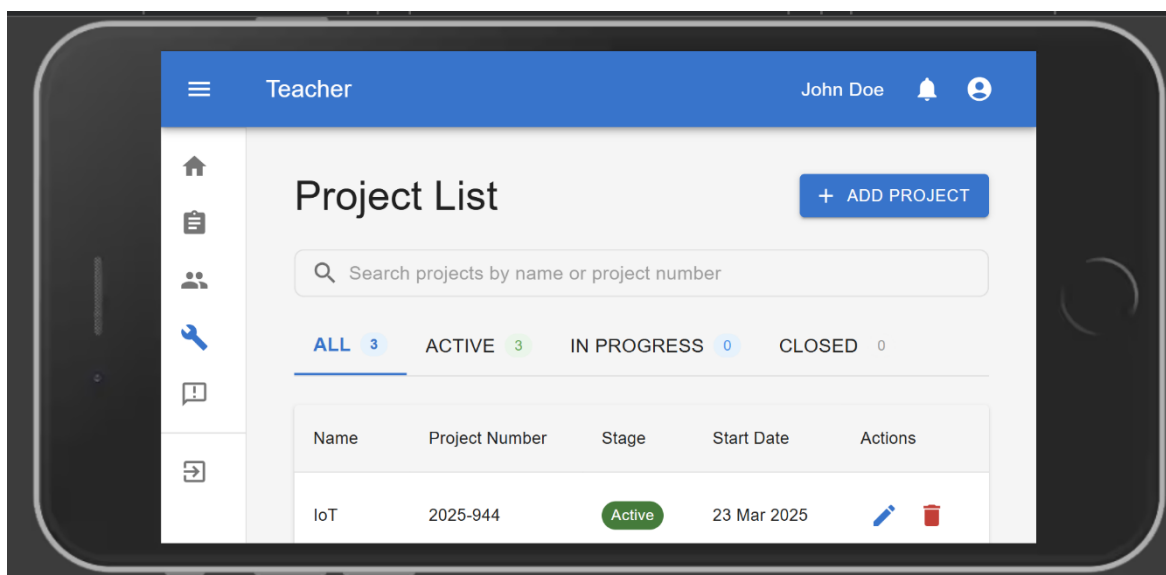 Teacher John Doe
Project List + ADD PROJECT
Search projects by name or project number
ALL 3 ACTIVE 3 IN PROGRESS 0 CLOSED 0
Name Project Number Stage Start Date Actions
IoT 2025-944 Active 23 Mar 2025